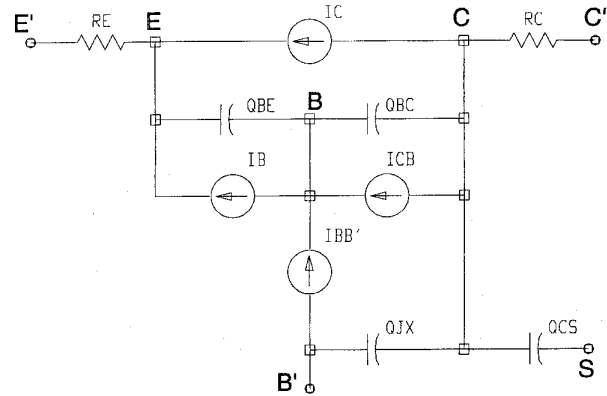 IC
E' RE E C RC C'
QBE B QBC
IB ICB
IBB'
QJX QCS
B' S